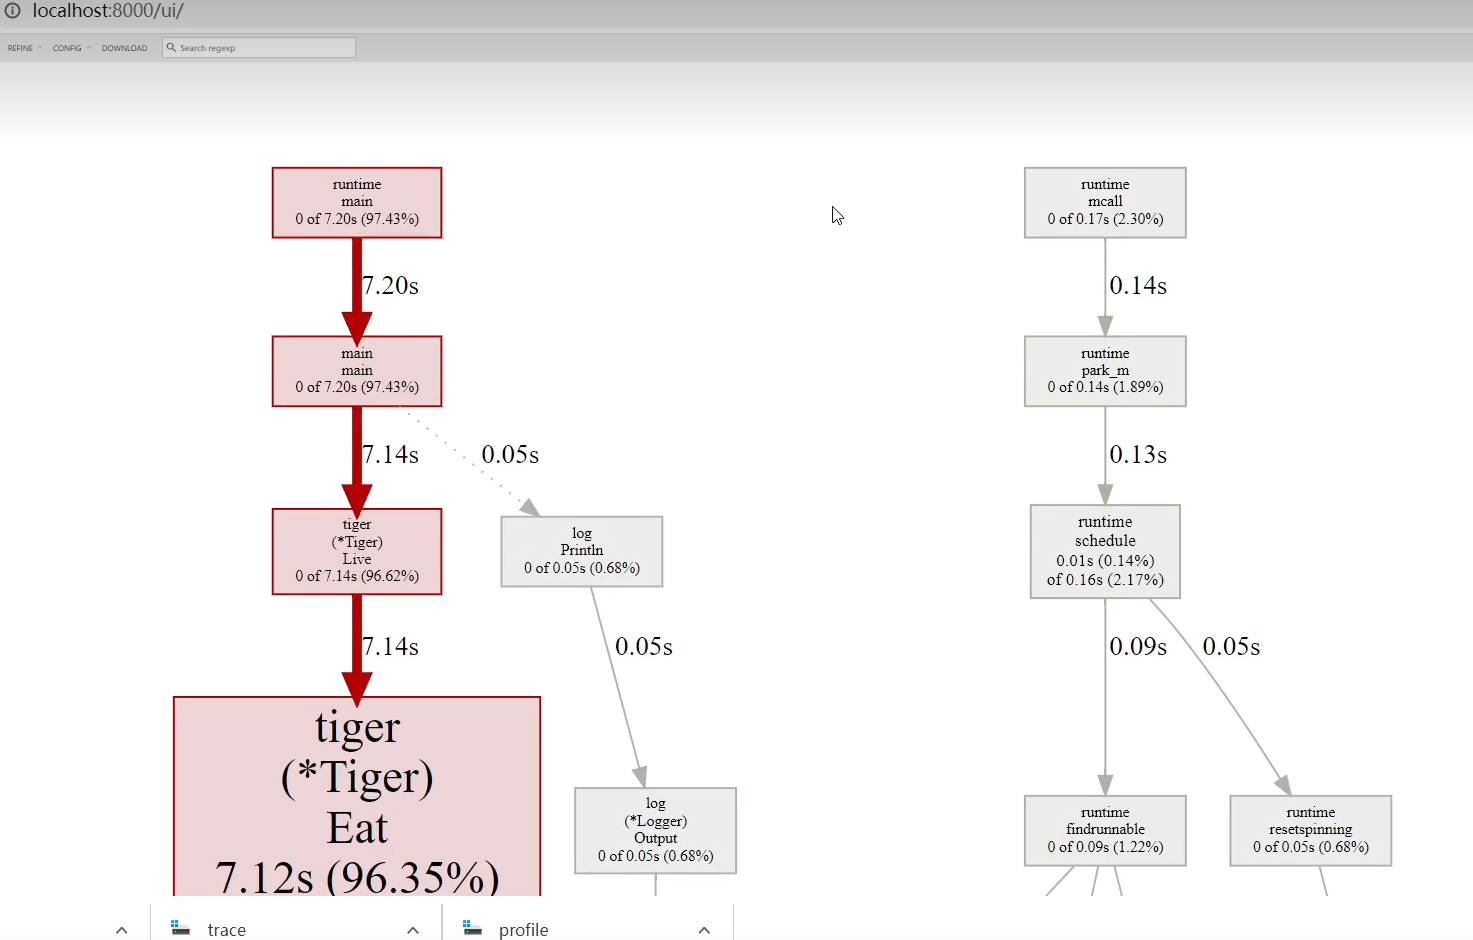 localhost:8000/ui/
REFINE CONFIG DOWNLOAD Search regexp
runtime
main
0 of 7.20s (97.43%)
7.20s
main
main
0 of 7.20s (97.43%)
7.14s
0.05s
tiger
(*Tiger)
Live
0 of 7.14s (96.62%)
7.14s
log
Println
0 of 0.05s (0.68%)
0.05s
tiger
(*Tiger)
Eat
7.12s (96.35%)
log
(*Logger)
Output
0 of 0.05s (0.68%)
runtime
mcall
0 of 0.17s (2.30%)
0.14s
runtime
park_m
0 of 0.14s (1.89%)
0.13s
runtime
schedule
0.01s (0.14%)
of 0.16s (2.17%)
0.09s
0.05s
runtime
findrunnable
0 of 0.09s (1.22%)
runtime
resetspinning
0 of 0.05s (0.68%)
trace
profile